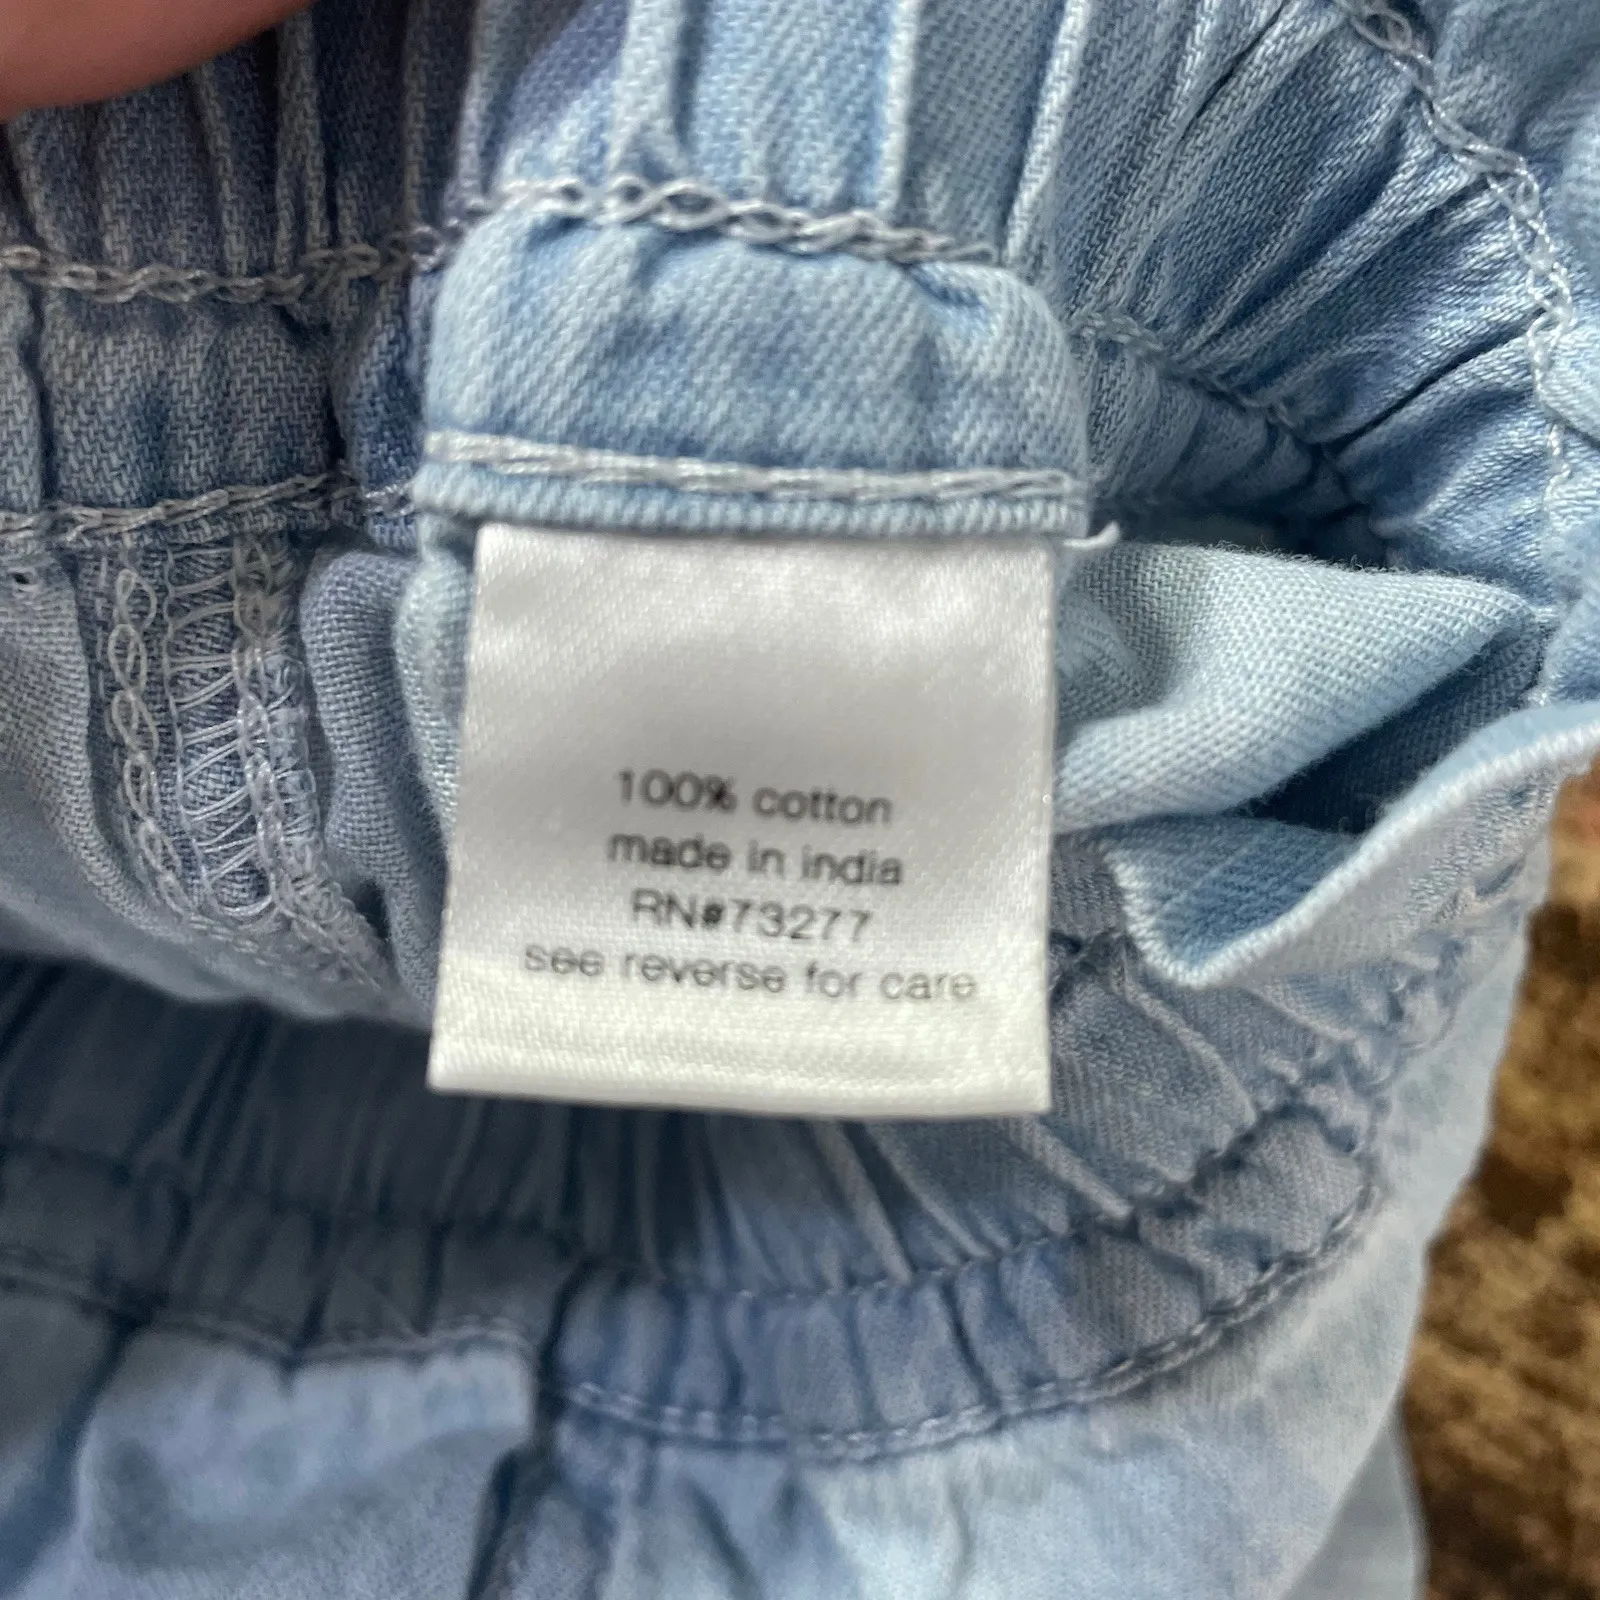 100% cotton
made in india
RN#73277
see reverse for care